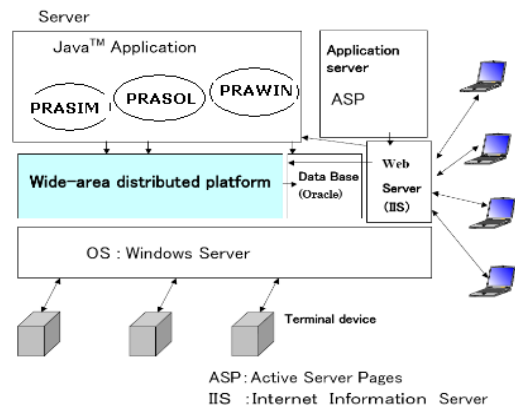 Server
Java™ Application
PRASIM
PRASOL
PRAWIN
Application
server
ASP
Wide-area distributed platform
Data Base
(Oracle)
Web
Server
(IIS)
OS : Windows Server
Terminal device
ASP : Active Server Pages
IIS : Internet Information Server